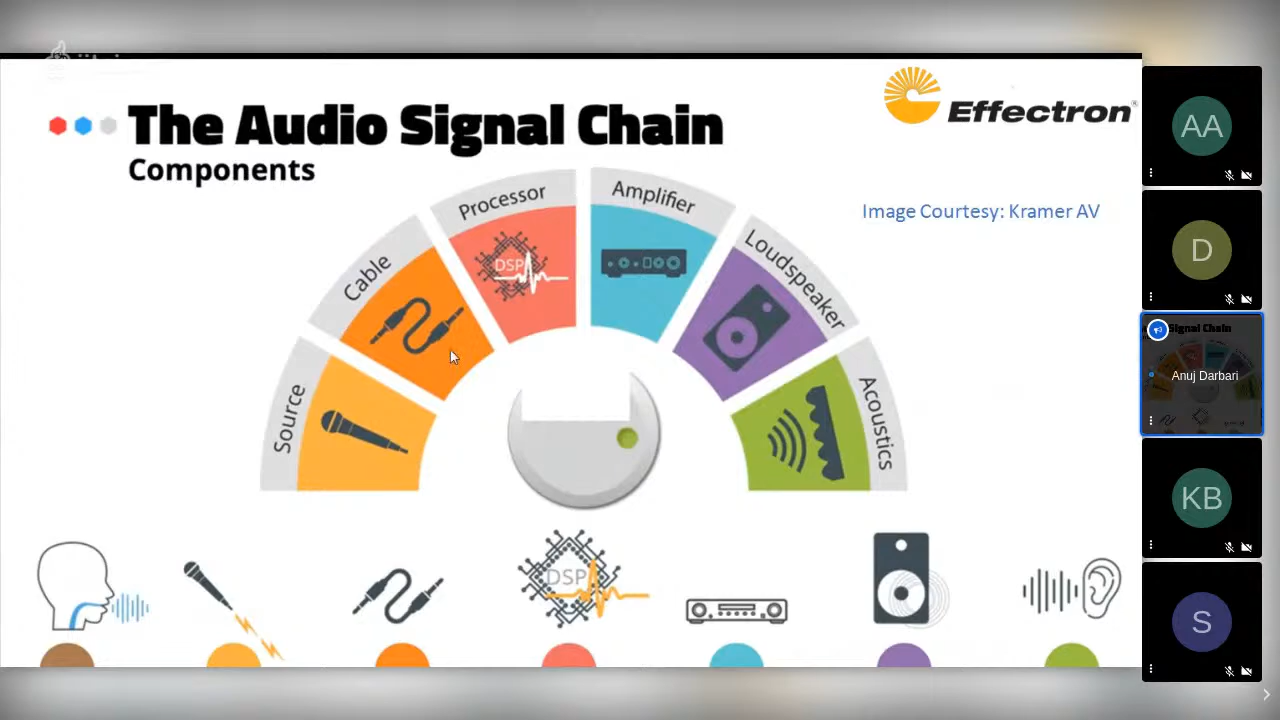 The Audio Signal Chain
Components
Effectron®
Image Courtesy: Kramer AV
Source
Cable
Processor
Amplifier
Loudspeaker
Acoustics
DSP
DSP
AA
D
Signal Chain
Anuj Darbari
KB
S